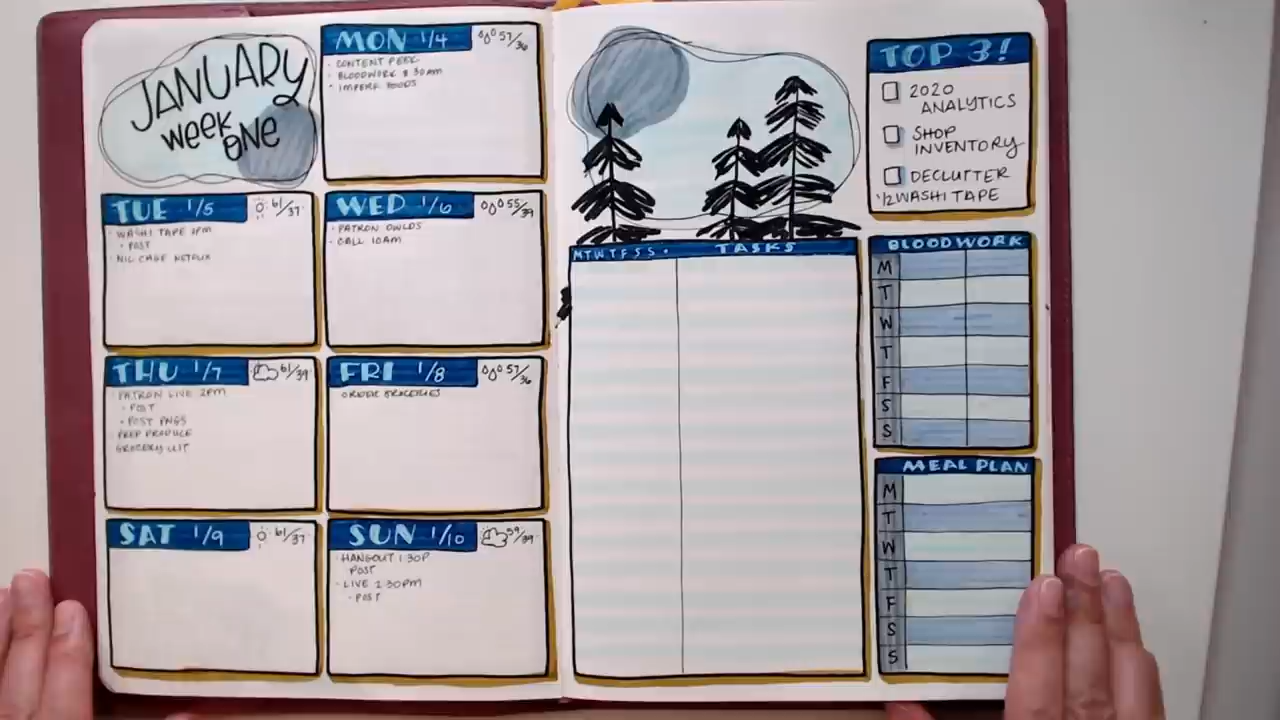 JANUARY
WEEK
ONE
MON 1/4
57/36
· CONTENT PEEK
· BLOODWORK 8:30AM
· IMPERF FOODS
TUE 1/5
61/37
· WASHI TAPE 2PM
· POST
· NIC CAGE NETFLIX
WED 1/6
55/39
· PATRON OWLDS
· CALL 10AM
THU 1/7
61/39
· PATRON LIVE 2PM
· POST
· POST PNGS
· PREP PRODUCE
GROCERY LIST
FRI 1/8
57/36
ORDER GROCERIES
SAT 1/9
61/37
SUN 1/10
59/39
· HANGOUT 1:30P
POST
· LIVE 2:30PM
· POST
MTWTFSS· TASKS
TOP 3!
2020
ANALYTICS
SHOP
INVENTORY
DECLUTTER
1/2 WASHI TAPE
BLOODWORK
M
T
W
T
F
S
S
MEAL PLAN
M
T
W
T
F
S
S